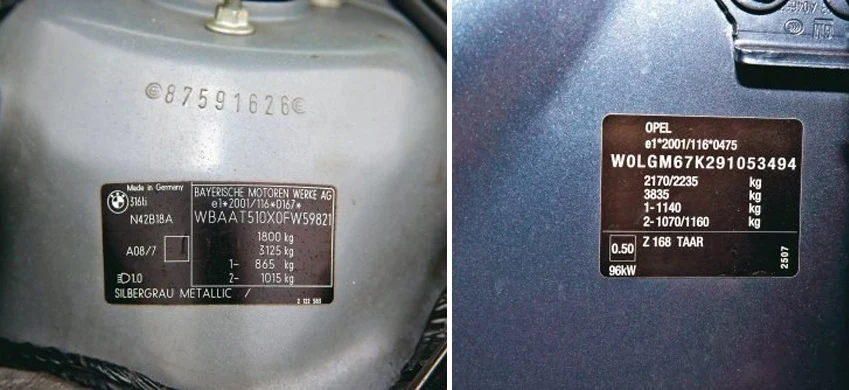 87591626
Made in Germany
316ti
N42B18A
A08/7
1.0
BAYERISCHE MOTOREN WERKE AG
e1*2001/116*0167*
WBAAT510X0FW59821
1800 kg
3125 kg
1- 865 kg
2- 1015 kg
SILBERGRAU METALLIC /
OPEL
e1*2001/116*0475
W0LGM67K291053494
2170/2235 kg
3835 kg
1-1140 kg
2-1070/1160 kg
0.50 Z 168 TAAR
96kW
2507